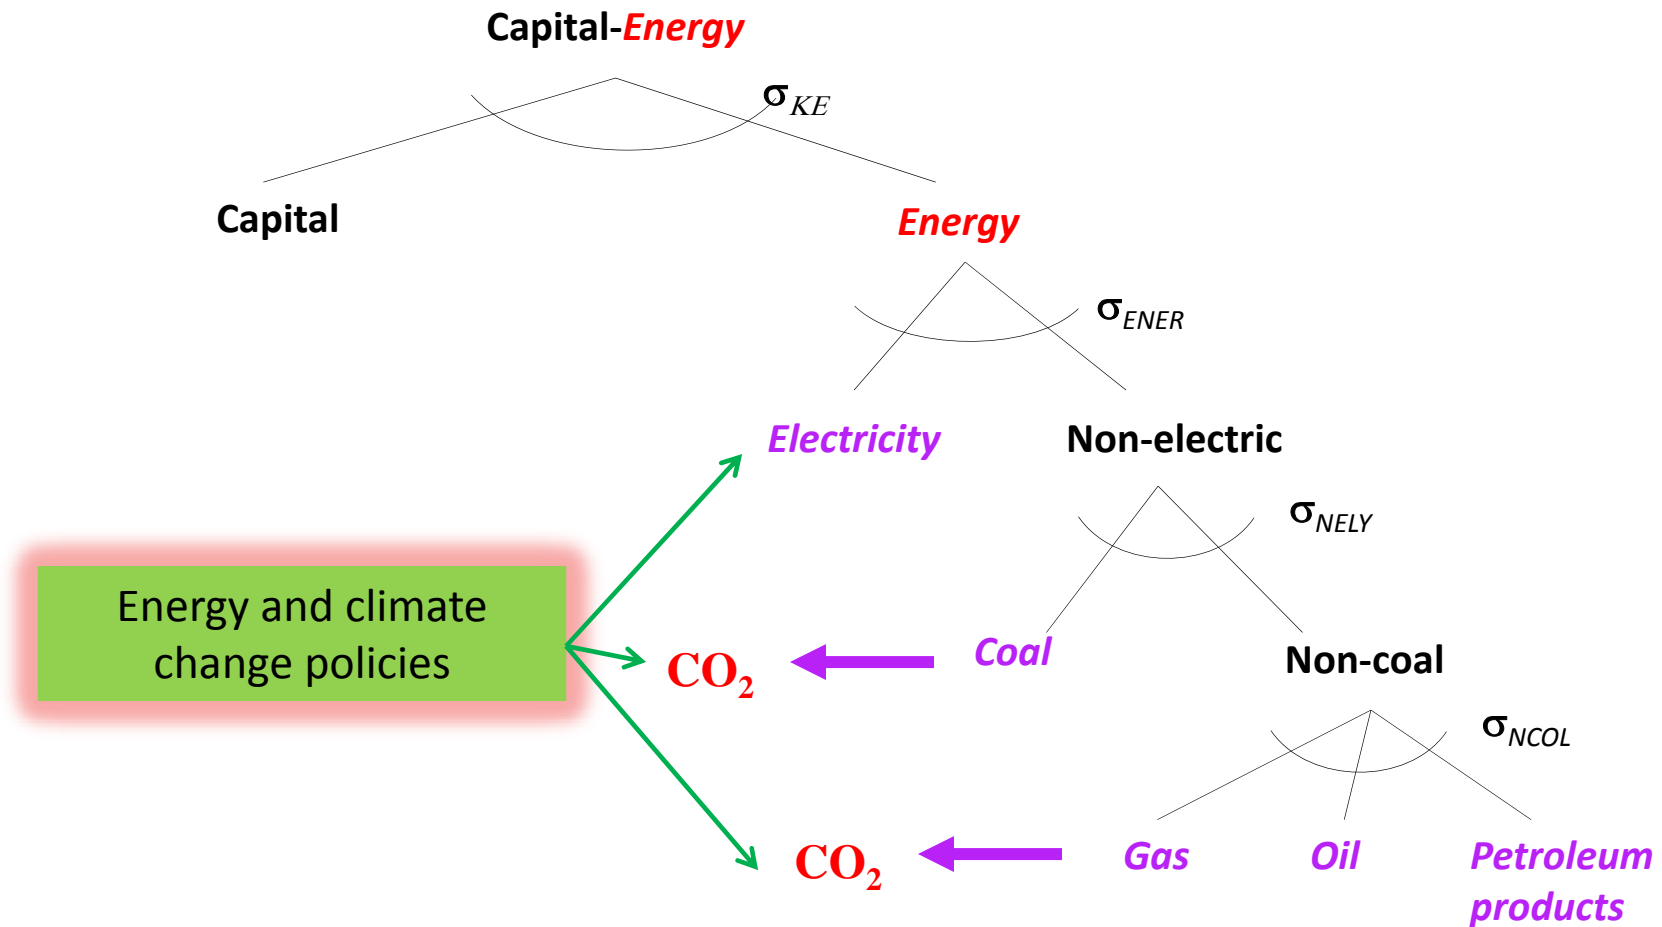 Capital-Energy
σKE
Capital
Energy
σENER
Electricity
Non-electric
σNELY
Energy and climate
change policies
CO₂
Coal
Non-coal
σNCOL
CO₂
Gas
Oil
Petroleum
products